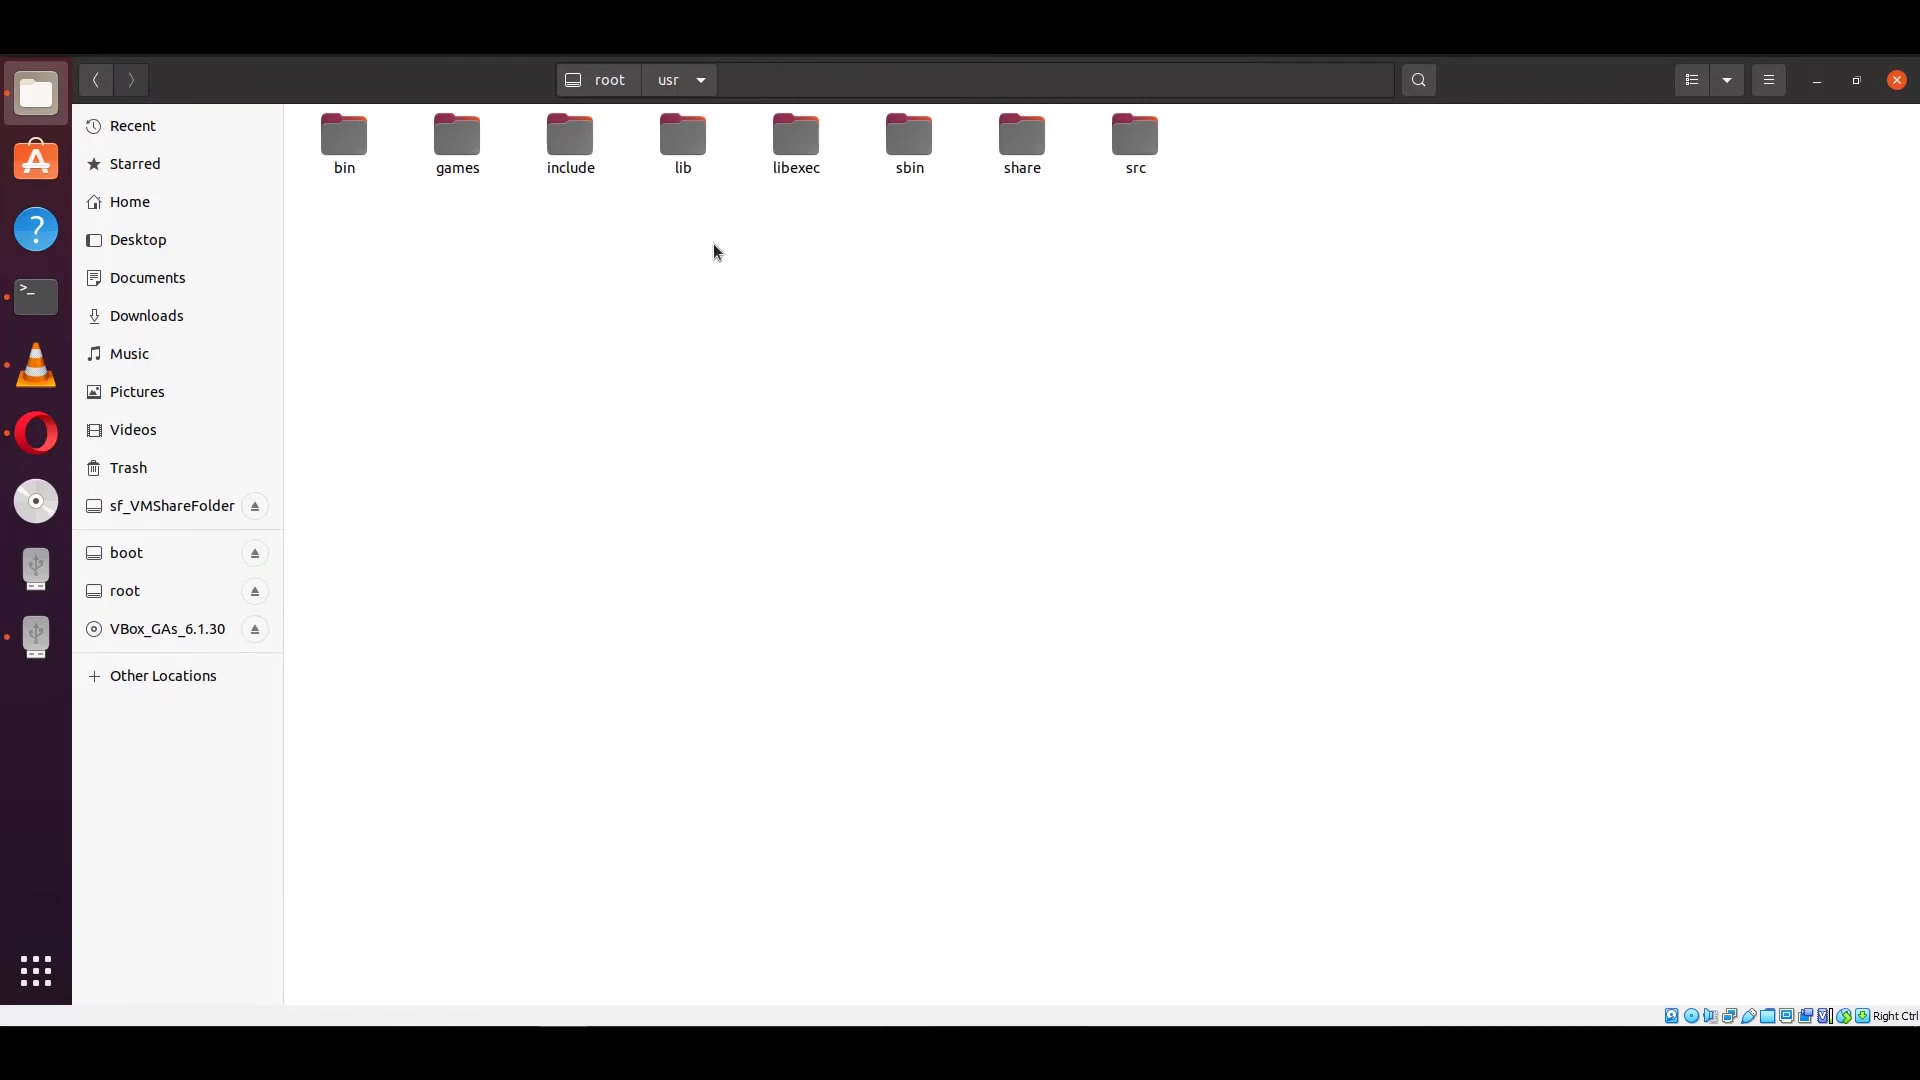 root usr
bin games include lib libexec sbin share src
Recent
Starred
Home
Desktop
Documents
Downloads
Music
Pictures
Videos
Trash
sf_VMShareFolder
boot
root
VBox_GAs_6.1.30
+ Other Locations
Right Ctrl